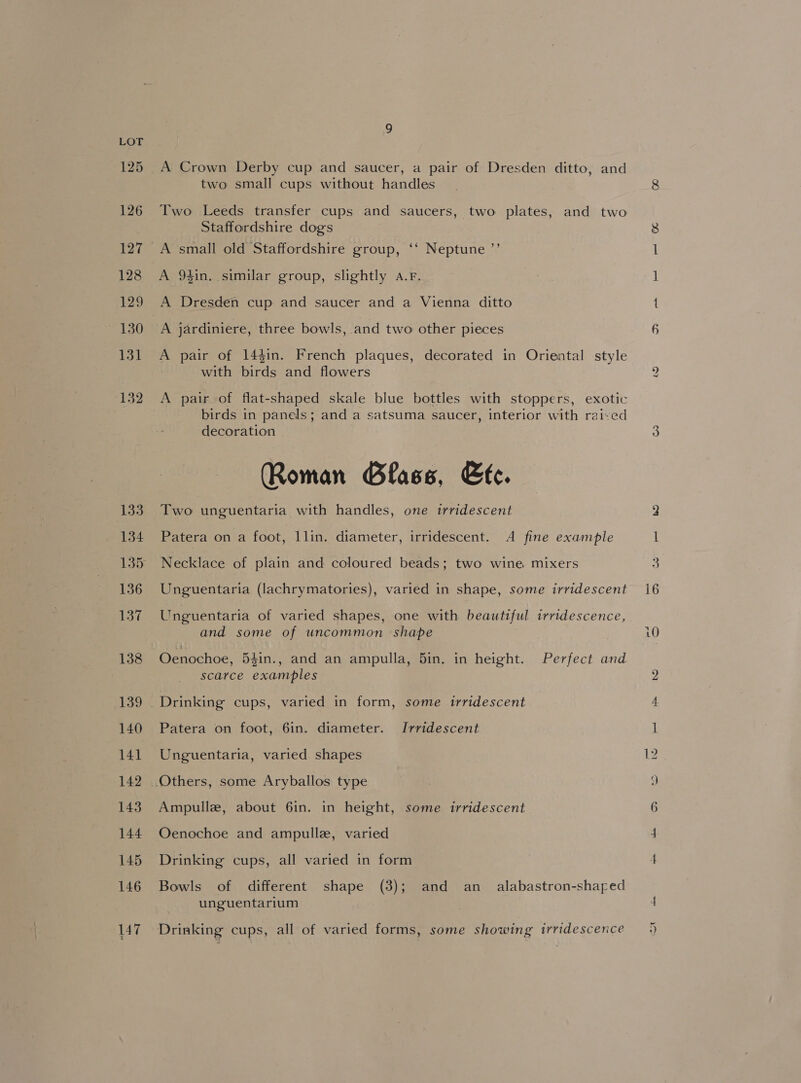 9
LOT
125 A Crown Derby cup and saucer, a pair of Dresden ditto, and
two small cups without handles 8
126 Two Leeds transfer cups and saucers, two plates, and two
Staffordshire dogs 8
127 A small old Staffordshire group, “ Neptune ” 1
128 A 9½in. similar group, slightly A.F. 1
129 A Dresden cup and saucer and a Vienna ditto 4
130 A jardiniere, three bowls, and two other pieces 6
131 A pair of 14½in. French plaques, decorated in Oriental style
with birds and flowers 2
132 A pair of flat-shaped skale blue bottles with stoppers, exotic
birds in panels; and a satsuma saucer, interior with raised
decoration 3
Roman Glass, Etc.
133 Two unguentaria with handles, one irridescent 2
134 Patera on a foot, 11in. diameter, irridescent. A fine example 1
135 Necklace of plain and coloured beads; two wine mixers 3
136 Unguentaria (lachrymatories), varied in shape, some irridescent 16
137 Unguentaria of varied shapes, one with beautiful irridescence,
and some of uncommon shape 10
138 Oenochoe, 5½in., and an ampulla, 5in. in height. Perfect and
scarce examples 2
139 Drinking cups, varied in form, some irridescent 4
140 Patera on foot, 6in. diameter. Irridescent 1
141 Unguentaria, varied shapes 12
142 Others, some Aryballos type 9
143 Ampullæ, about 6in. in height, some irridescent 6
144 Oenochoe and ampullæ, varied 4
145 Drinking cups, all varied in form 4
146 Bowls of different shape (3); and an alabastron-shaped
unguentarium 4
147 Drinking cups, all of varied forms, some showing irridescence 5